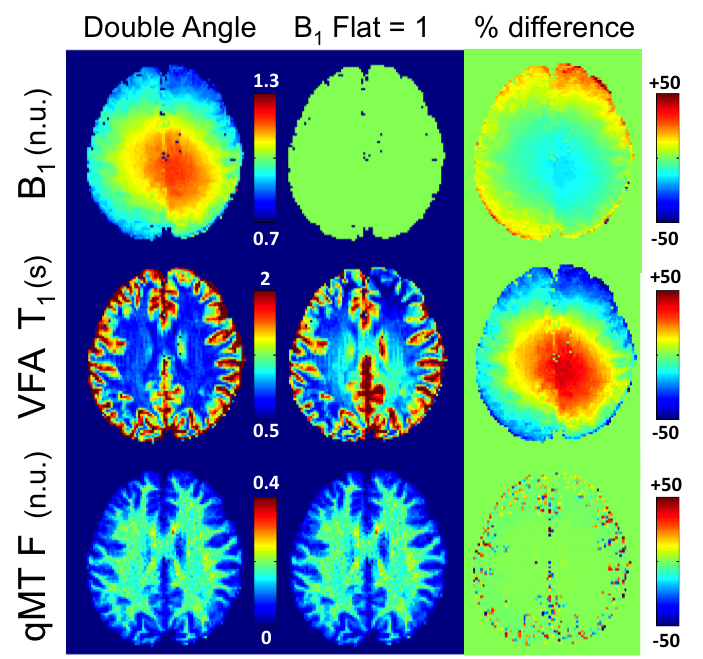 Double Angle
B1 Flat = 1
% difference
B1 (n.u.)
1.3
0.7
+50
-50
VFA T1 (s)
2
0.5
+50
-50
qMT F (n.u.)
0.4
0
+50
-50